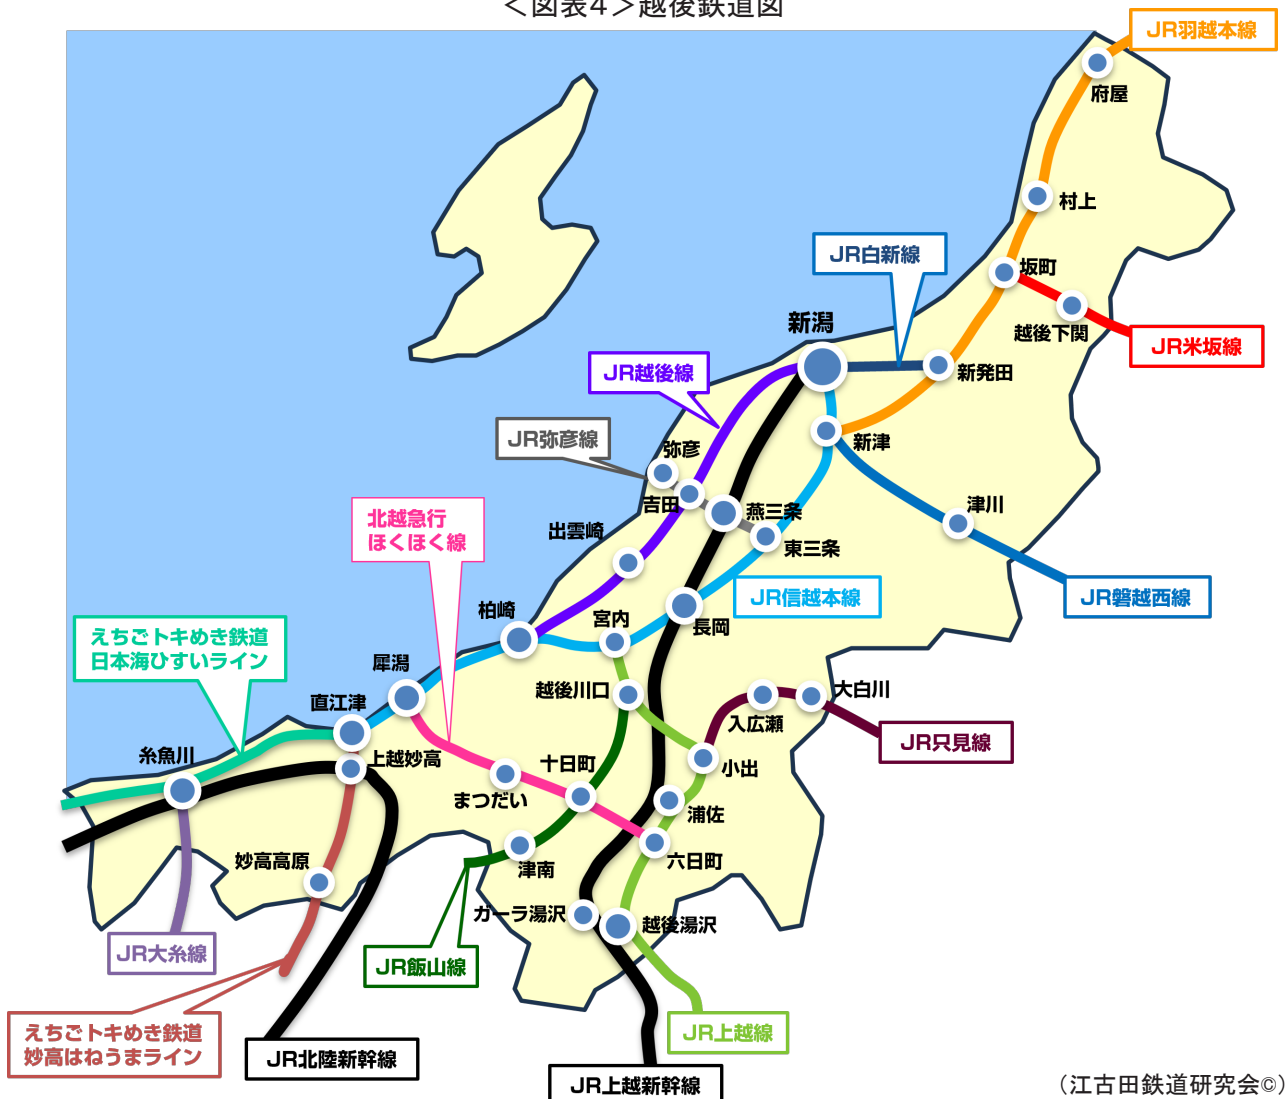 ＜図表4＞越後鉄道図
JR羽越本線
府屋
村上
JR白新線
坂町
新潟
越後下関
JR米坂線
JR越後線
新発田
JR弥彦線
弥彦
新津
吉田
燕三条
津川
北越急行
ほくほく線
出雲崎
東三条
JR信越本線
JR磐越西線
柏崎
宮内
長岡
えちごトキめき鉄道
日本海ひすいライン
犀潟
直江津
越後川口
大白川
入広瀬
JR只見線
糸魚川
上越妙高
十日町
小出
まつだい
浦佐
妙高高原
津南
六日町
ガーラ湯沢
越後湯沢
JR大糸線
JR飯山線
えちごトキめき鉄道
妙高はねうまライン
JR北陸新幹線
JR上越線
JR上越新幹線
（江古田鉄道研究会©）